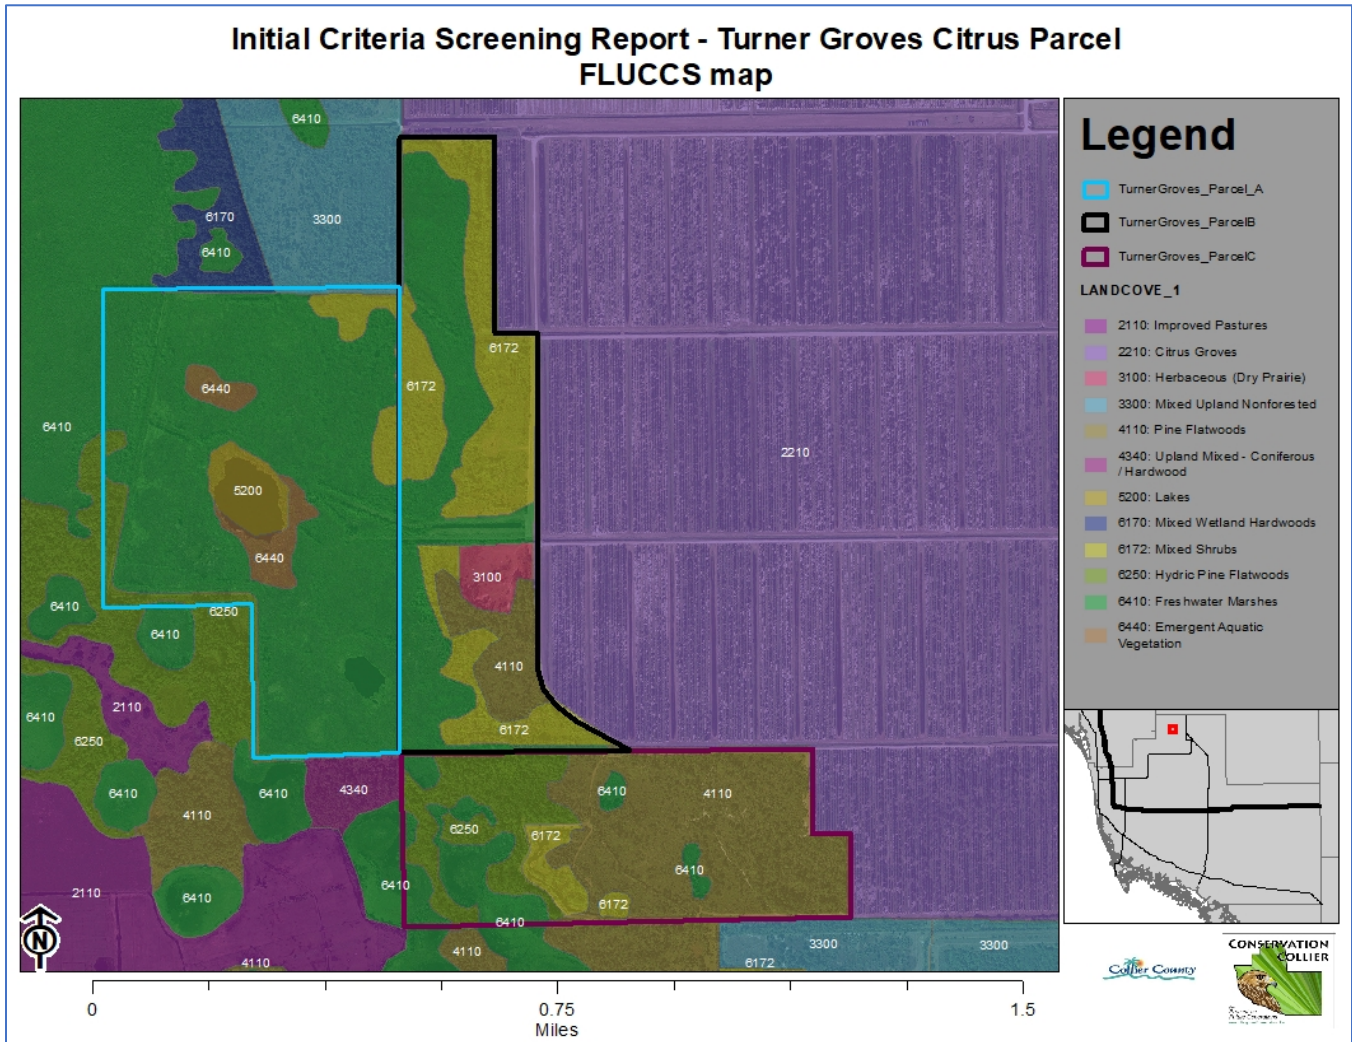 Initial Criteria Screening Report - Turner Groves Citrus Parcel
FLUCCS map
6410
6170
3300
6410
6172
6440
6172
6410
2210
5200
6440
3100
6410
6250
6410
4110
2110
6410
6250
6172
6410
4340
6410
6410
4110
4110
6250
6172
6410
6410
2110
6410
6172
6410
4110
3300
3300
4110
6172
N
0
0.75
1.5
Miles
Legend
TurnerGroves_Parcel_A
TurnerGroves_ParcelB
TurnerGroves_ParcelC
LANDCOVE_1
2110: Improved Pastures
2210: Citrus Groves
3100: Herbaceous (Dry Prairie)
3300: Mixed Upland Nonforested
4110: Pine Flatwoods
4340: Upland Mixed - Coniferous
/ Hardwood
5200: Lakes
6170: Mixed Wetland Hardwoods
6172: Mixed Shrubs
6250: Hydric Pine Flatwoods
6410: Freshwater Marshes
6440: Emergent Aquatic
Vegetation
Collier County
CONSERVATION
COLLIER